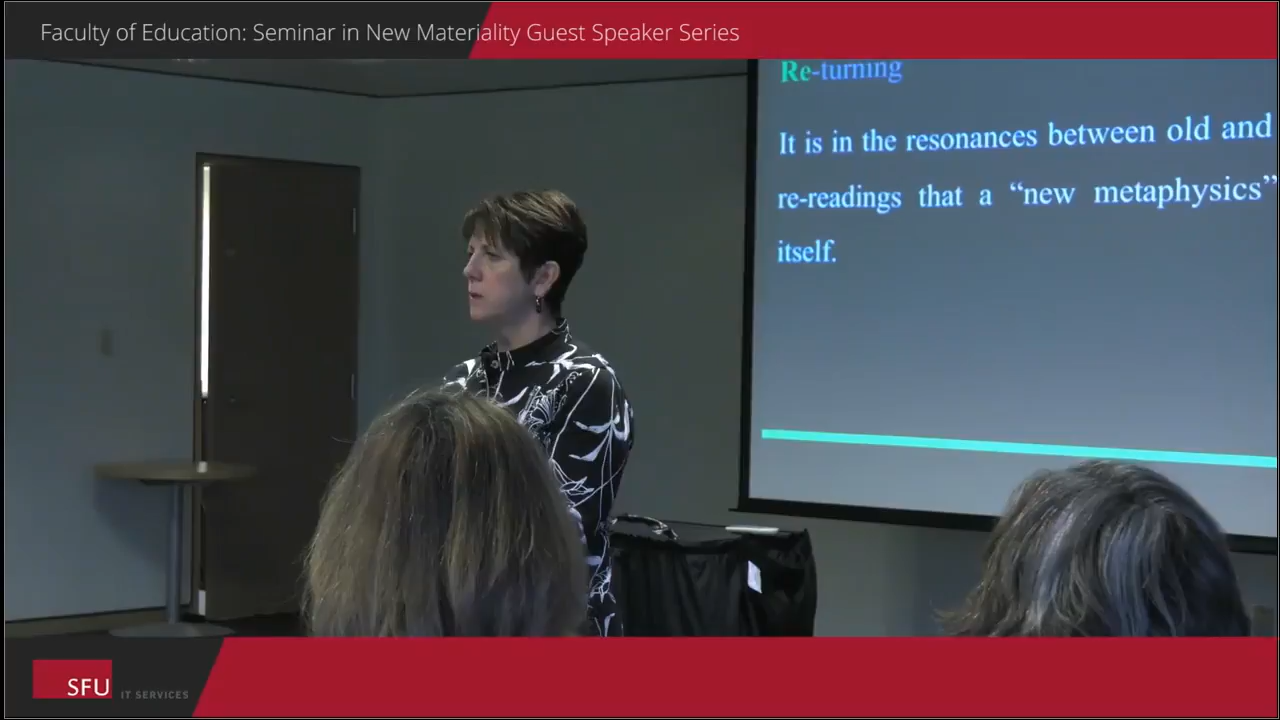 Faculty of Education: Seminar in New Materiality Guest Speaker Series
Re-turning
It is in the resonances between old and
re-readings that a “new metaphysics”
itself.
SFU
IT SERVICES